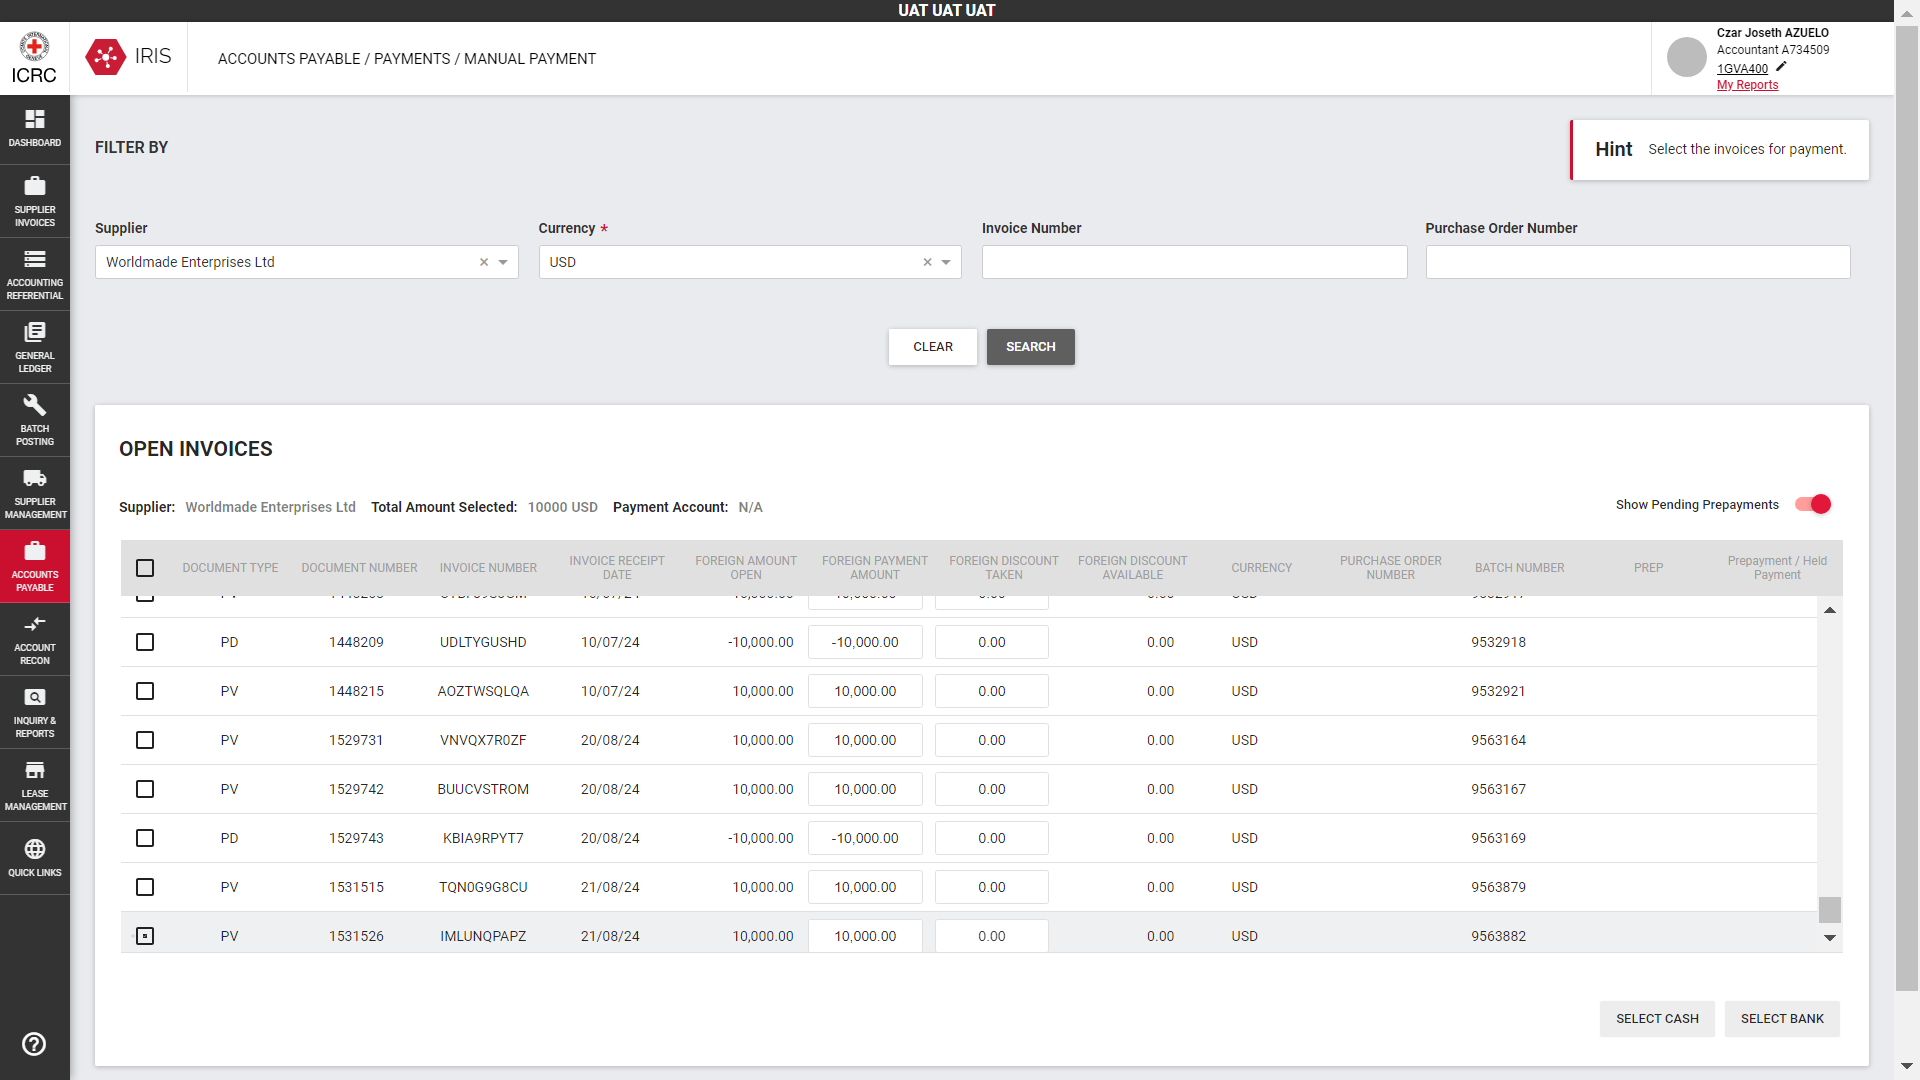 UAT UAT UAT
ICRC
IRIS
ACCOUNTS PAYABLE / PAYMENTS / MANUAL PAYMENT
Czar Joseth AZUELO
Accountant A734509
1GVA400
My Reports
DASHBOARD
SUPPLIER
INVOICES
ACCOUNTING
REFERENTIAL
GENERAL
LEDGER
BATCH
POSTING
SUPPLIER
MANAGEMENT
ACCOUNTS
PAYABLE
ACCOUNT
RECON
INQUIRY &
REPORTS
LEASE
MANAGEMENT
QUICK LINKS
FILTER BY
Hint Select the invoices for payment.
Supplier Currency * Invoice Number Purchase Order Number
Worldmade Enterprises Ltd USD
CLEAR SEARCH
OPEN INVOICES
Supplier: Worldmade Enterprises Ltd Total Amount Selected: 10000 USD Payment Account: N/A
Show Pending Prepayments
DOCUMENT TYPE DOCUMENT NUMBER INVOICE NUMBER INVOICE RECEIPT DATE FOREIGN AMOUNT OPEN FOREIGN PAYMENT AMOUNT FOREIGN DISCOUNT TAKEN FOREIGN DISCOUNT AVAILABLE CURRENCY PURCHASE ORDER NUMBER BATCH NUMBER PREP Prepayment / Held Payment
PD 1448209 UDLTYGUSHD 10/07/24 -10,000.00 -10,000.00 0.00 0.00 USD 9532918
PV 1448215 AOZTWSQLQA 10/07/24 10,000.00 10,000.00 0.00 0.00 USD 9532921
PV 1529731 VNVQX7R0ZF 20/08/24 10,000.00 10,000.00 0.00 0.00 USD 9563164
PV 1529742 BUUCVSTROM 20/08/24 10,000.00 10,000.00 0.00 0.00 USD 9563167
PD 1529743 KBIA9RPYT7 20/08/24 -10,000.00 -10,000.00 0.00 0.00 USD 9563169
PV 1531515 TQN0G9G8CU 21/08/24 10,000.00 10,000.00 0.00 0.00 USD 9563879
PV 1531526 IMLUNQPAPZ 21/08/24 10,000.00 10,000.00 0.00 0.00 USD 9563882
SELECT CASH SELECT BANK